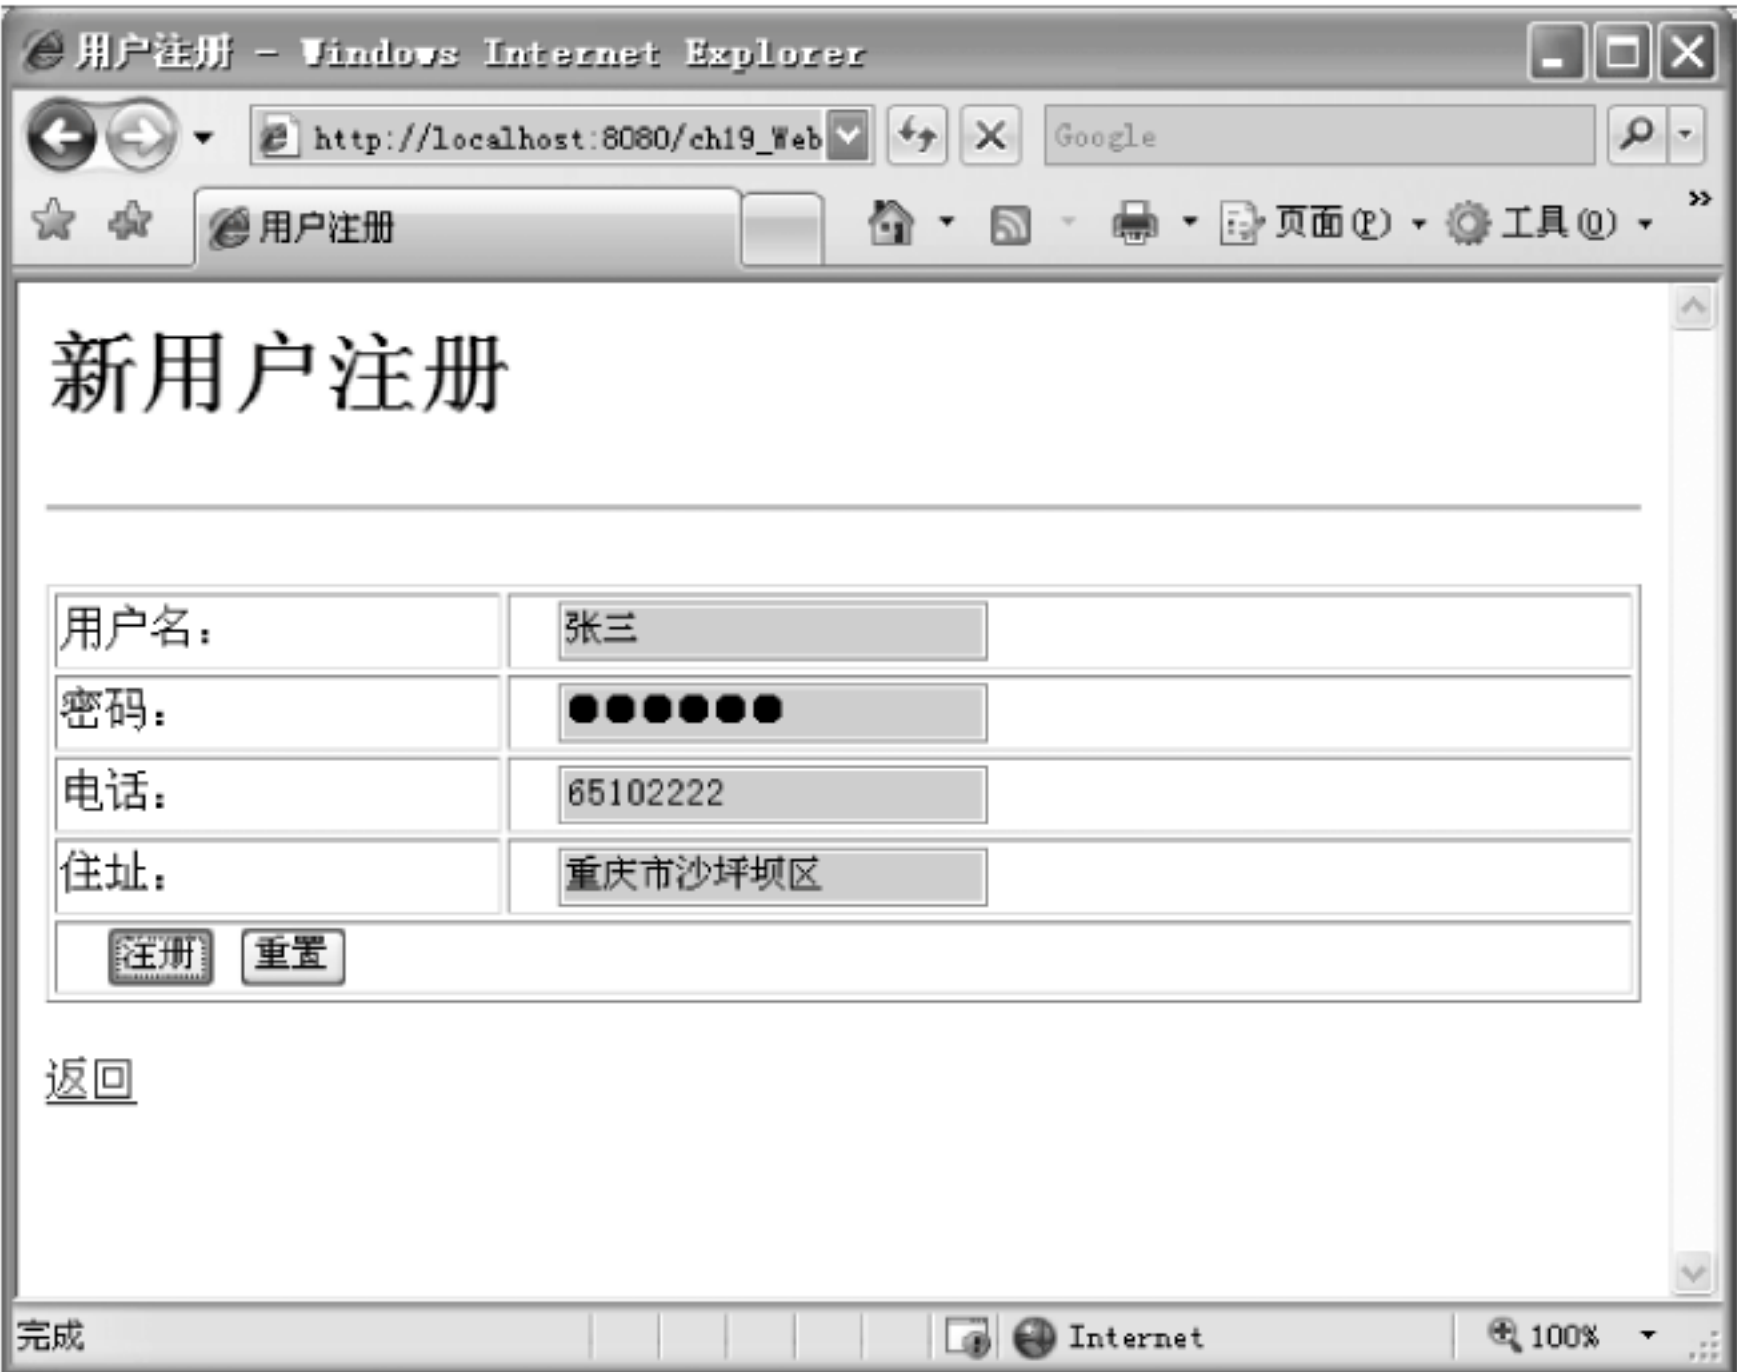 用户注册 - Windows Internet Explorer
http://localhost:8080/ch19_Web
Google
用户注册
页面(P)
工具(O)
新用户注册
用户名： 张三
密码： ●●●●●●
电话： 65102222
住址： 重庆市沙坪坝区
注册 重置
返回
完成 Internet 100%